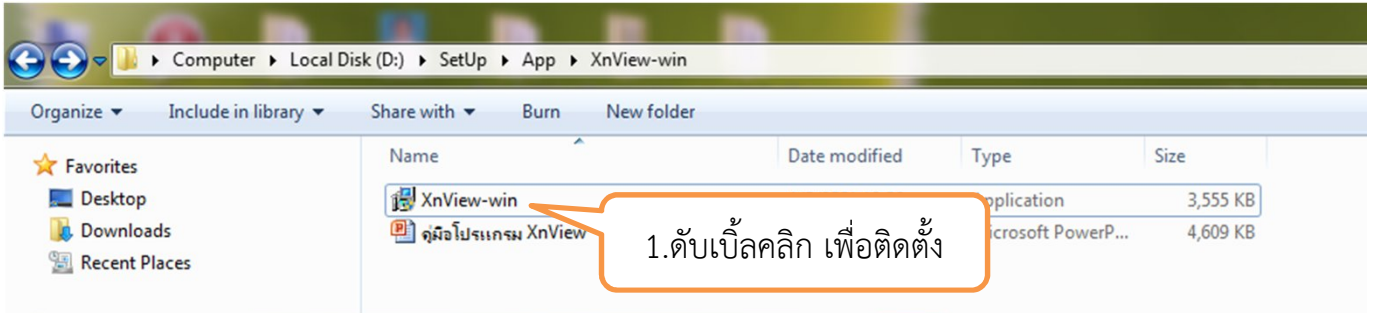 Computer ▸ Local Disk (D:) ▸ SetUp ▸ App ▸ XnView-win
Organize ▾ Include in library ▾ Share with ▾ Burn New folder
Favorites
Desktop
Downloads
Recent Places
Name Date modified Type Size
XnView-win 3,555 KB
คู่มือโปรแกรม XnView 4,609 KB
1.ดับเบิ้ลคลิก เพื่อติดตั้ง